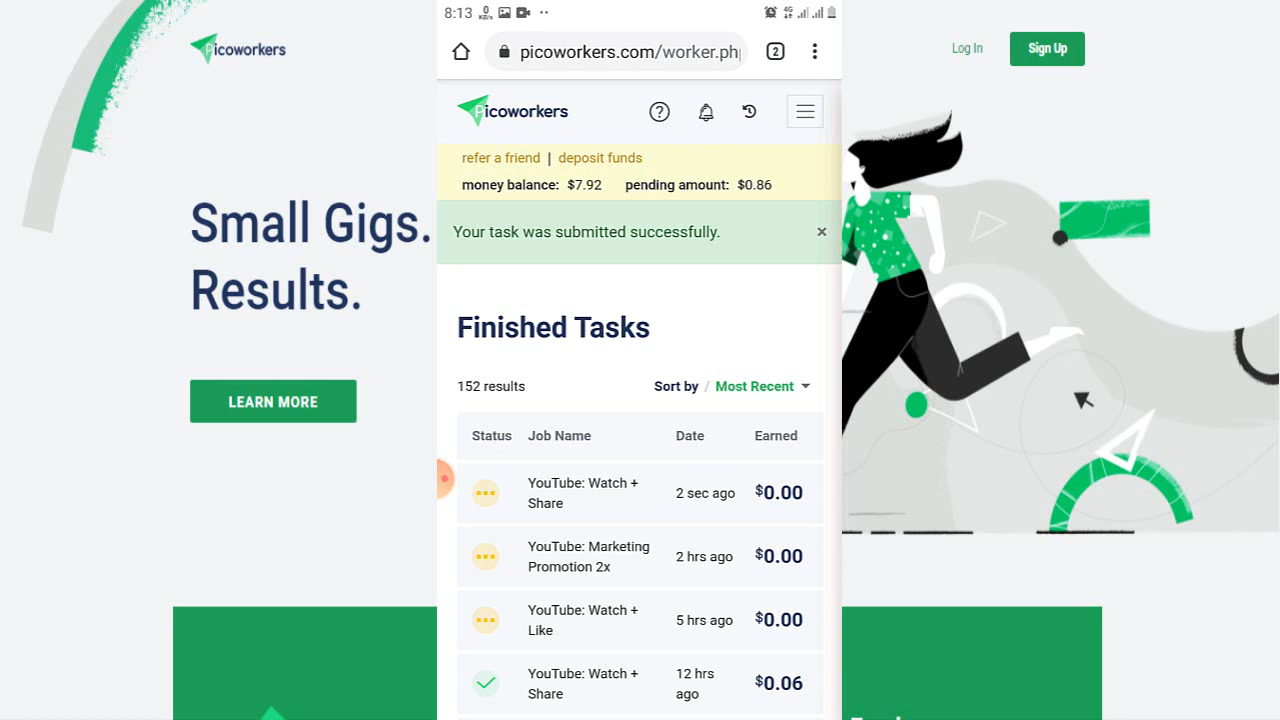 Picoworkers
Small Gigs.
Results.
LEARN MORE
8:13
0
KB/s
4G
picoworkers.com/worker.ph
2
Picoworkers
refer a friend | deposit funds
money balance: $7.92 pending amount: $0.86
Your task was submitted successfully. ×
Finished Tasks
152 results Sort by / Most Recent
Status Job Name Date Earned
YouTube: Watch +
Share
2 sec ago $0.00
YouTube: Marketing
Promotion 2x
2 hrs ago $0.00
YouTube: Watch +
Like
5 hrs ago $0.00
YouTube: Watch +
Share
12 hrs
ago
$0.06
Log In Sign Up